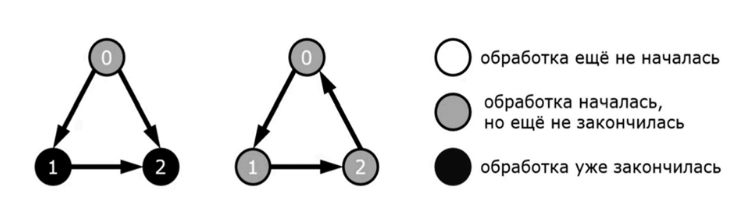 0
1
2
0
1
2
обработка ещё не началась
обработка началась,
но ещё не закончилась
обработка уже закончилась